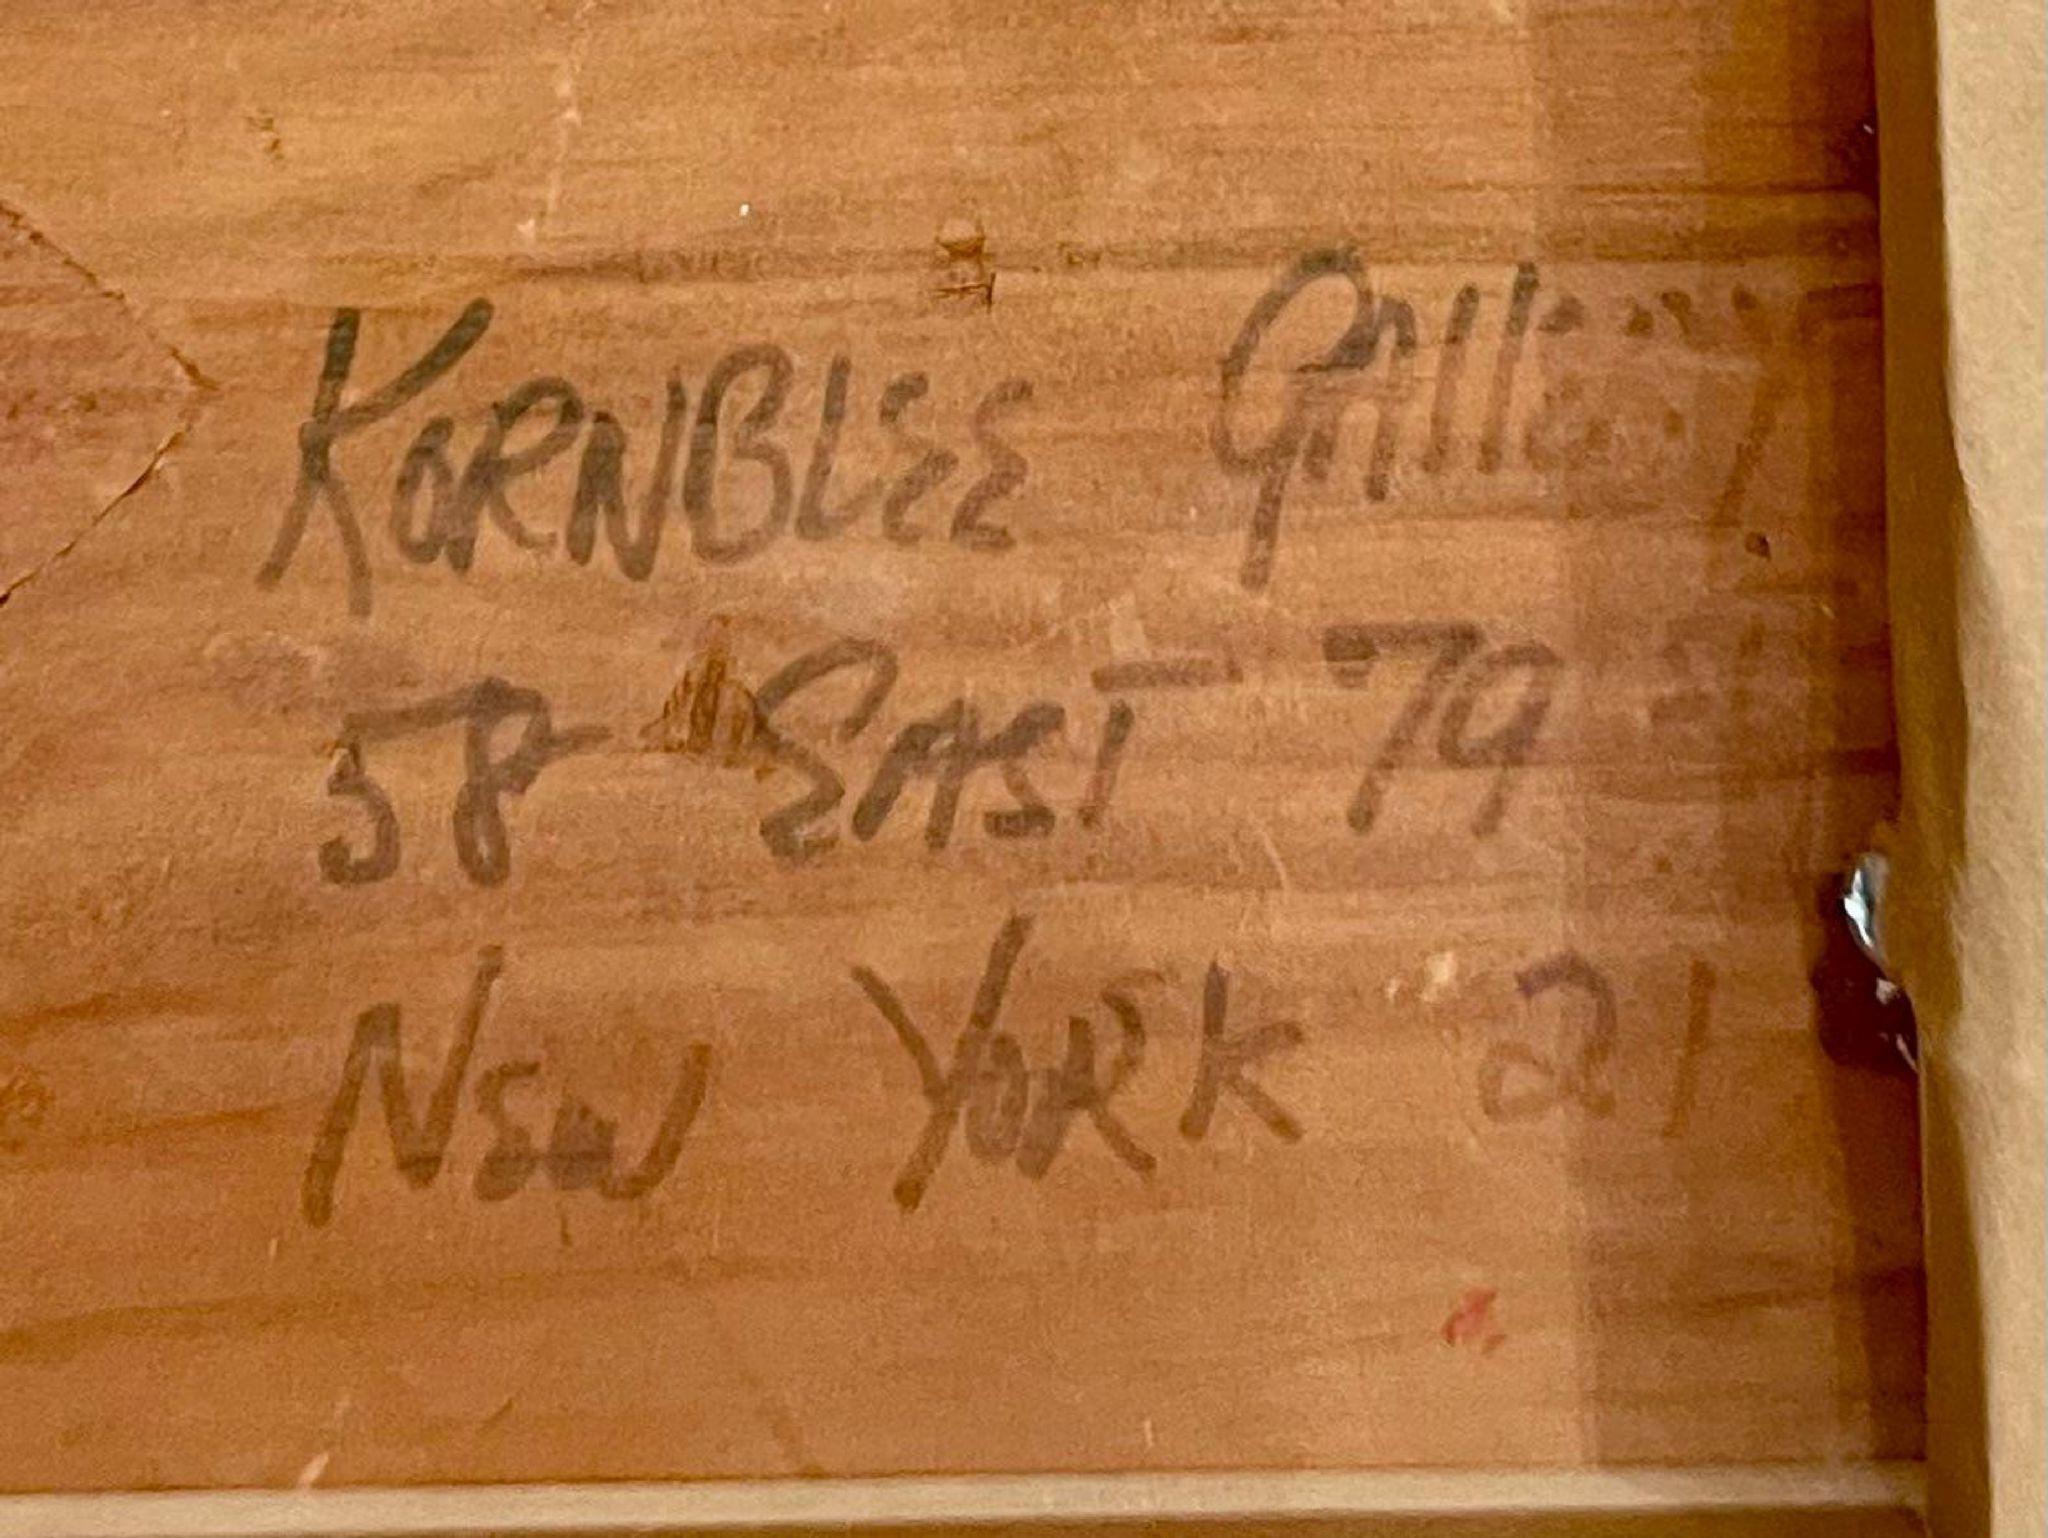 KORNBLEE Gallery
58 EAST 79
NEW YORK 21